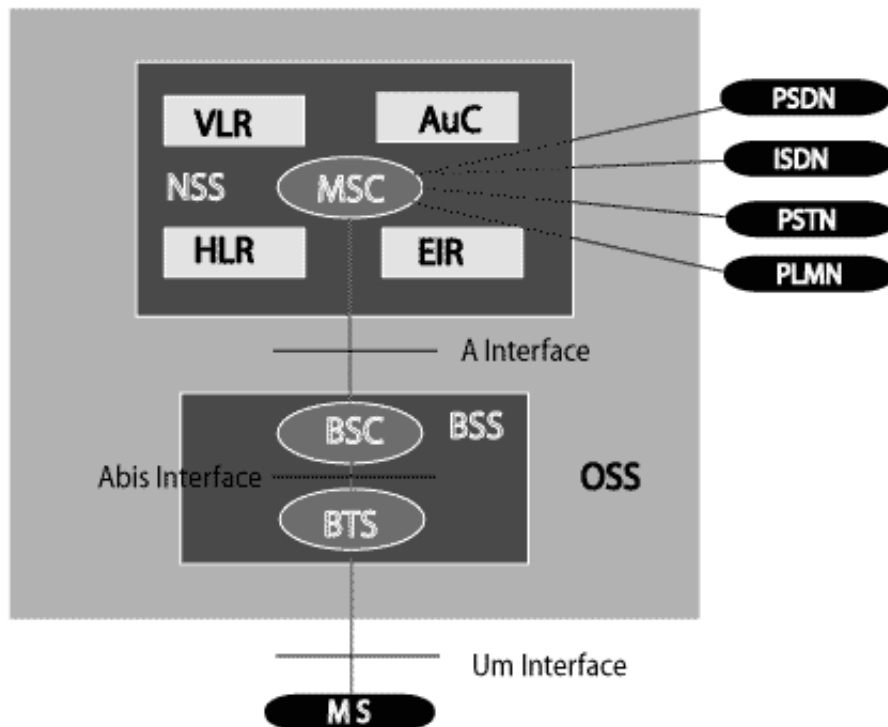 PSDN
VLR
AuC
ISDN
NSS
MSC
PSTN
HLR
EIR
PLMN
A Interface
BSC
BSS
Abis Interface
OSS
BTS
Um Interface
MS